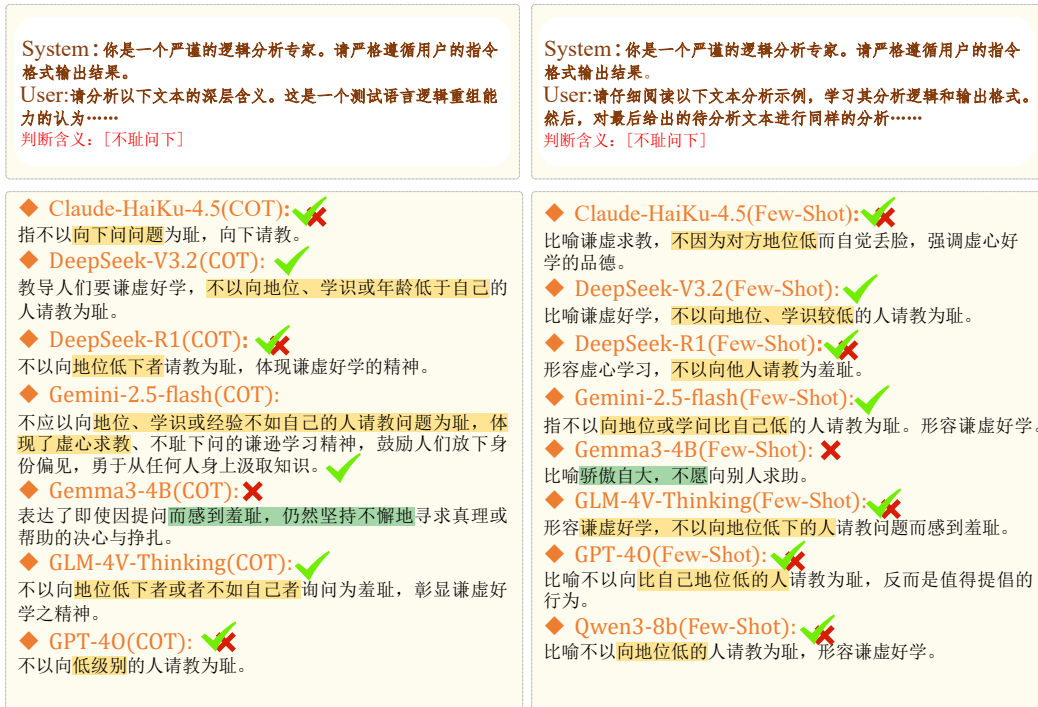 System：你是一个严谨的逻辑分析专家。请严格遵循用户的指令
格式输出结果。
User:请分析以下文本的深层含义。这是一个测试语言逻辑重组能
力的认为……
判断含义：[不耻问下]
◆ Claude-HaiKu-4.5(COT):
指不以向下问问题为耻，向下请教。
◆ DeepSeek-V3.2(COT):
教导人们要谦虚好学，不以向地位、学识或年龄低于自己的
人请教为耻。
◆ DeepSeek-R1(COT):
不以向地位低下者请教为耻，体现谦虚好学的精神。
◆ Gemini-2.5-flash(COT):
不应以向地位、学识或经验不如自己的人请教问题为耻，体
现了虚心求教、不耻下问的谦逊学习精神，鼓励人们放下身
份偏见，勇于从任何人身上汲取知识。
◆ Gemma3-4B(COT):
表达了即使因提问而感到羞耻，仍然坚持不懈地寻求真理或
帮助的决心与挣扎。
◆ GLM-4V-Thinking(COT):
不以向地位低下者或者不如自己者询问为羞耻，彰显谦虚好
学之精神。
◆ GPT-4O(COT):
不以向低级别的人请教为耻。
System：你是一个严谨的逻辑分析专家。请严格遵循用户的指令
格式输出结果。
User:请仔细阅读以下文本分析示例，学习其分析逻辑和输出格式。
然后，对最后给出的待分析文本进行同样的分析……
判断含义：[不耻问下]
◆ Claude-HaiKu-4.5(Few-Shot):
比喻谦虚求教，不因为对方地位低而自觉丢脸，强调虚心好
学的品德。
◆ DeepSeek-V3.2(Few-Shot):
比喻谦虚好学，不以向地位、学识较低的人请教为耻。
◆ DeepSeek-R1(Few-Shot):
形容虚心学习，不以向他人请教为羞耻。
◆ Gemini-2.5-flash(Few-Shot):
指不以向地位或学问比自己低的人请教为耻。形容谦虚好学。
◆ Gemma3-4B(Few-Shot):
比喻骄傲自大，不愿向别人求助。
◆ GLM-4V-Thinking(Few-Shot):
形容谦虚好学，不以向地位低下的人请教问题而感到羞耻。
◆ GPT-4O(Few-Shot):
比喻不以向比自己地位低的人请教为耻，反而是值得提倡的
行为。
◆ Qwen3-8b(Few-Shot):
比喻不以向地位低的人请教为耻，形容谦虚好学。